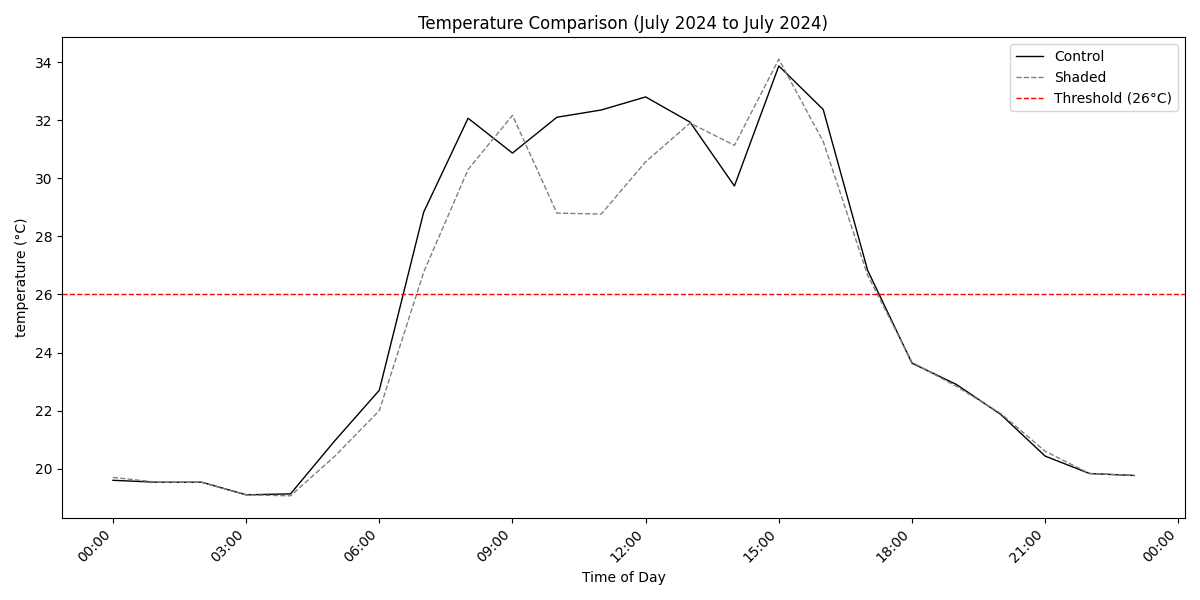 Temperature Comparison (July 2024 to July 2024)
Control
Shaded
Threshold (26°C)
temperature (°C)
34
32
30
28
26
24
22
20
00:00
03:00
06:00
09:00
12:00
15:00
18:00
21:00
00:00
Time of Day